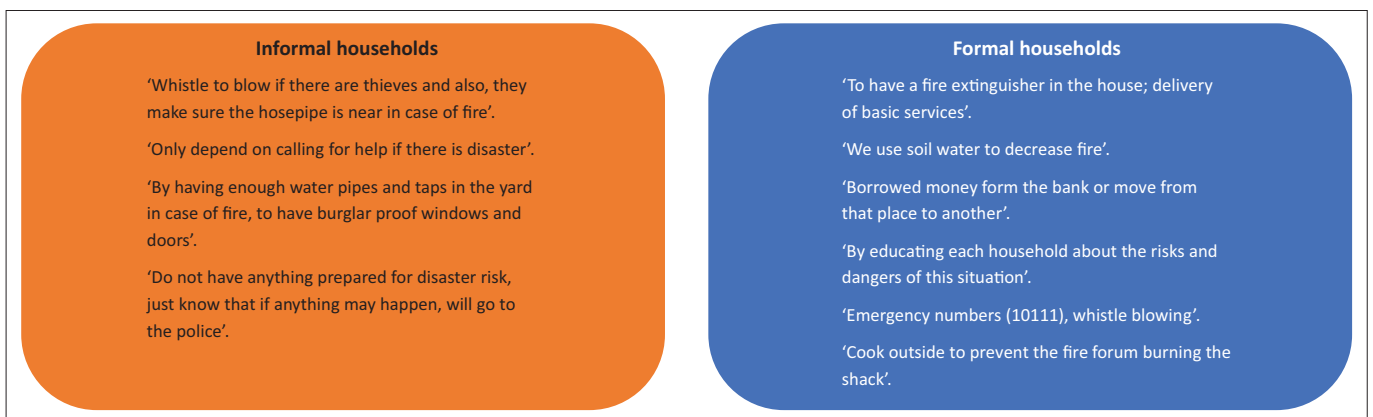 Informal households
‘Whistle to blow if there are thieves and also, they
make sure the hosepipe is near in case of fire’.
‘Only depend on calling for help if there is disaster’.
‘By having enough water pipes and taps in the yard
in case of fire, to have burglar proof windows and
doors’.
‘Do not have anything prepared for disaster risk,
just know that if anything may happen, will go to
the police’.
Formal households
‘To have a fire extinguisher in the house; delivery
of basic services’.
‘We use soil water to decrease fire’.
‘Borrowed money form the bank or move from
that place to another’.
‘By educating each household about the risks and
dangers of this situation’.
‘Emergency numbers (10111), whistle blowing’.
‘Cook outside to prevent the fire forum burning the
shack’.